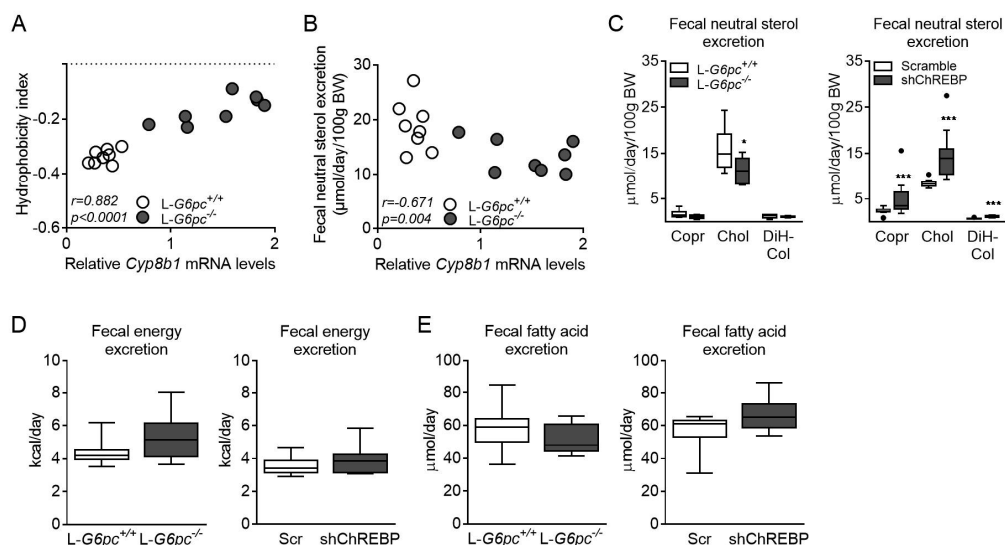 A
Hydrophobicity index
-0.2
-0.4
-0.6
0
1
2
r=0.882
p<0.0001
L-G6pc+/+
L-G6pc-/-
Relative Cyp8b1 mRNA levels
B
Fecal neutral sterol excretion
(μmol/day/100g BW)
30
20
10
0
0
1
2
r=-0.671
p=0.004
L-G6pc+/+
L-G6pc-/-
Relative Cyp8b1 mRNA levels
C
Fecal neutral sterol
excretion
μmol/day/100g BW
35
25
15
5
0
L-G6pc+/+
L-G6pc-/-
*
Copr
Chol
DiH-
Col
Fecal neutral sterol
excretion
μmol/day/100g BW
35
25
15
5
0
Scramble
shChREBP
***
***
***
Copr
Chol
DiH-
Col
D
Fecal energy
excretion
kcal/day
10
8
6
4
2
0
L-G6pc+/+ L-G6pc-/-
Fecal energy
excretion
kcal/day
10
8
6
4
2
0
Scr
shChREBP
E
Fecal fatty acid
excretion
μmol/day
100
80
60
40
20
0
L-G6pc+/+ L-G6pc-/-
Fecal fatty acid
excretion
μmol/day
100
80
60
40
20
0
Scr
shChREBP